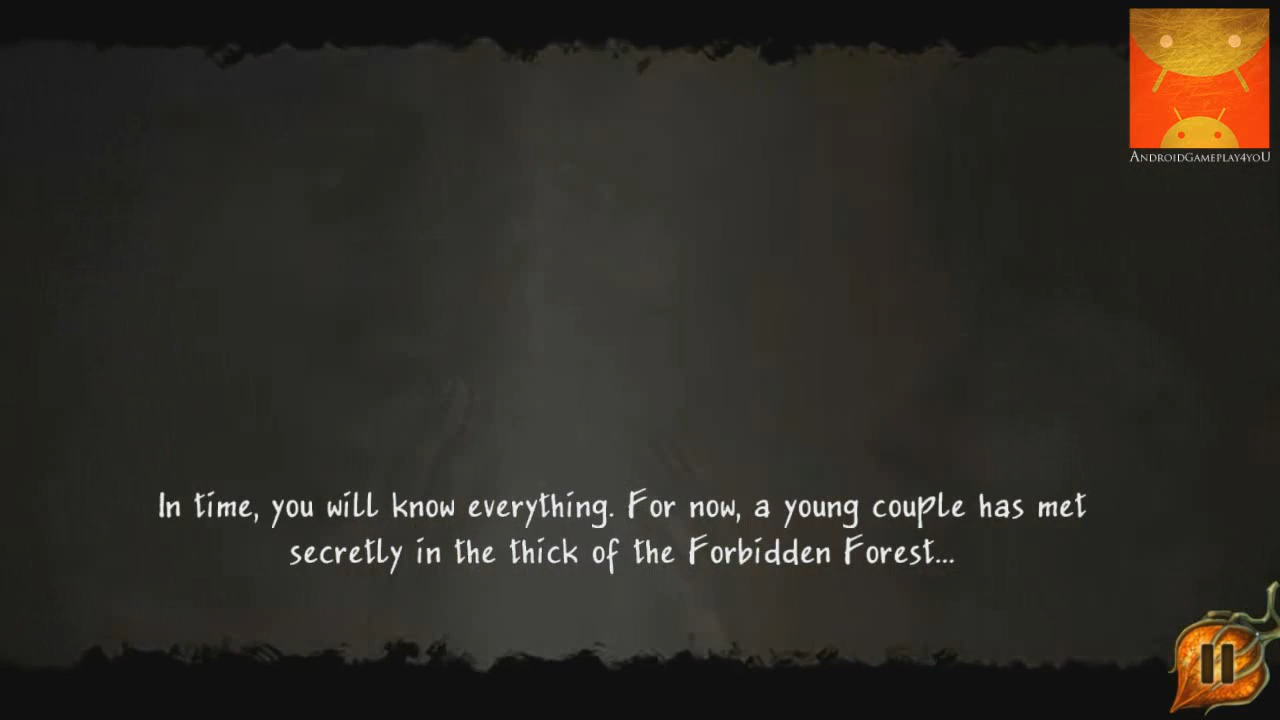 AndroidGameplay4yoU
In time, you will know everything. For now, a young couple has met
secretly in the thick of the Forbidden Forest...